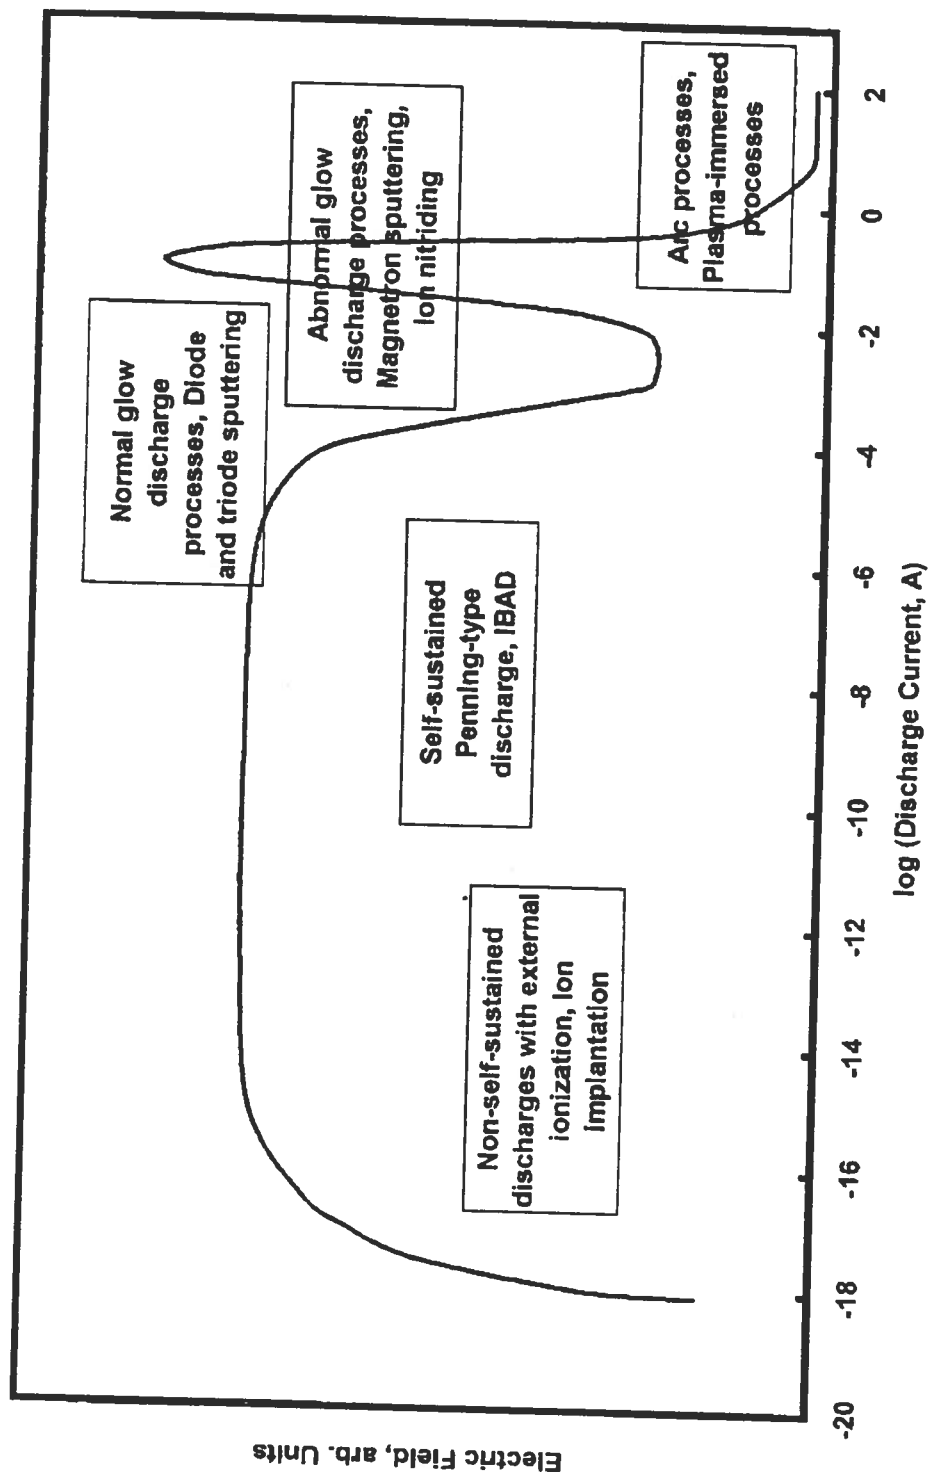 Electric Field, arb. Units
Normal glow
discharge
processes, Diode
and triode sputtering
Abnormal glow
discharge processes,
Magnetron sputtering,
Ion nitriding
Arc processes,
Plasma-immersed
processes
Self-sustained
Penning-type
discharge, IBAD
Non-self-sustained
discharges with external
ionization, Ion
implantation
-20 -18 -16 -14 -12 -10 -8 -6 -4 -2 0 2
log (Discharge Current, A)